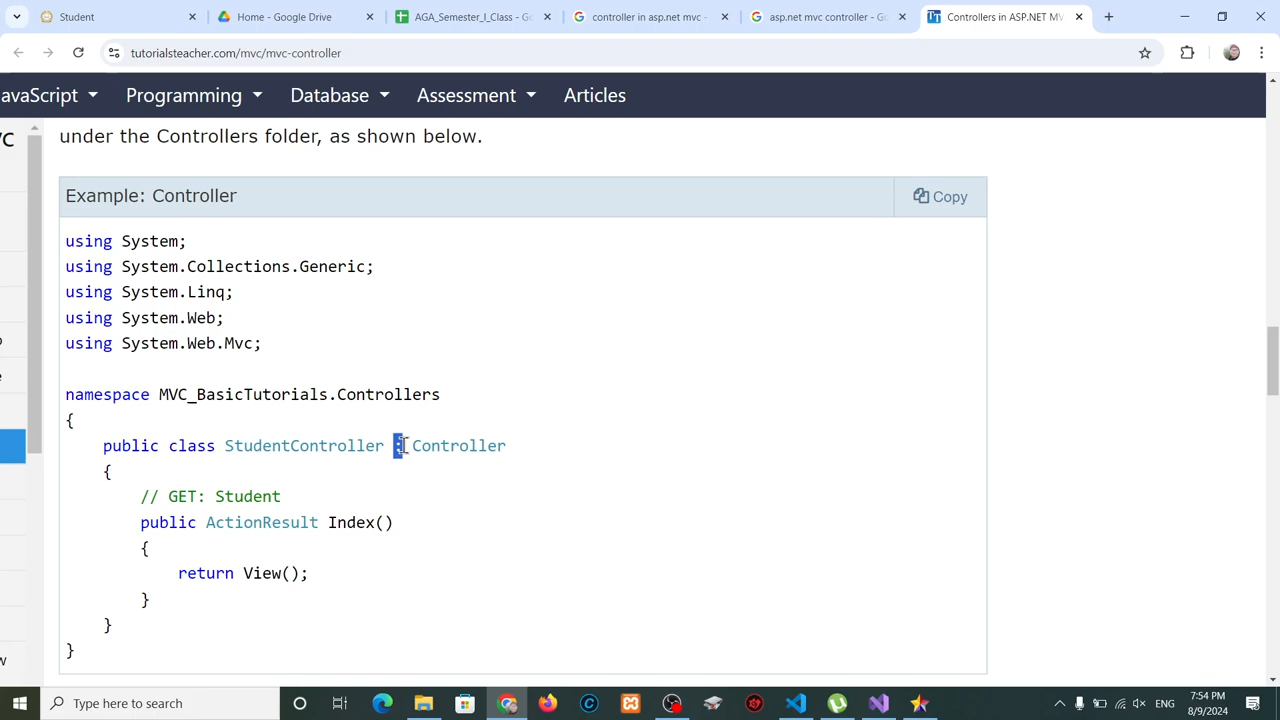 Student
Home - Google Drive
AGA_Semester_I_Class - Go
controller in asp.net mvc -
asp.net mvc controller - Go
Controllers in ASP.NET MV
tutorialsteacher.com/mvc/mvc-controller
avaScript
Programming
Database
Assessment
Articles
under the Controllers folder, as shown below.
Example: Controller
Copy
using System;
using System.Collections.Generic;
using System.Linq;
using System.Web;
using System.Web.Mvc;
namespace MVC_BasicTutorials.Controllers
{
public class StudentController : Controller
{
// GET: Student
public ActionResult Index()
{
return View();
}
}
}
Type here to search
ENG
7:54 PM
8/9/2024